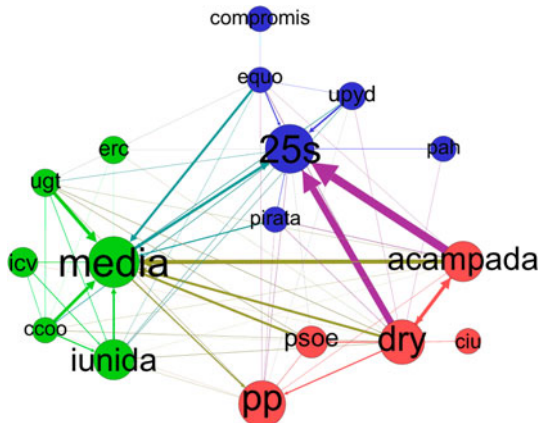 compromis
equo
upyd
25s
pah
erc
ugt
pirata
media
icv
acampada
ccoo
iunida
psoe
dry
ciu
pp